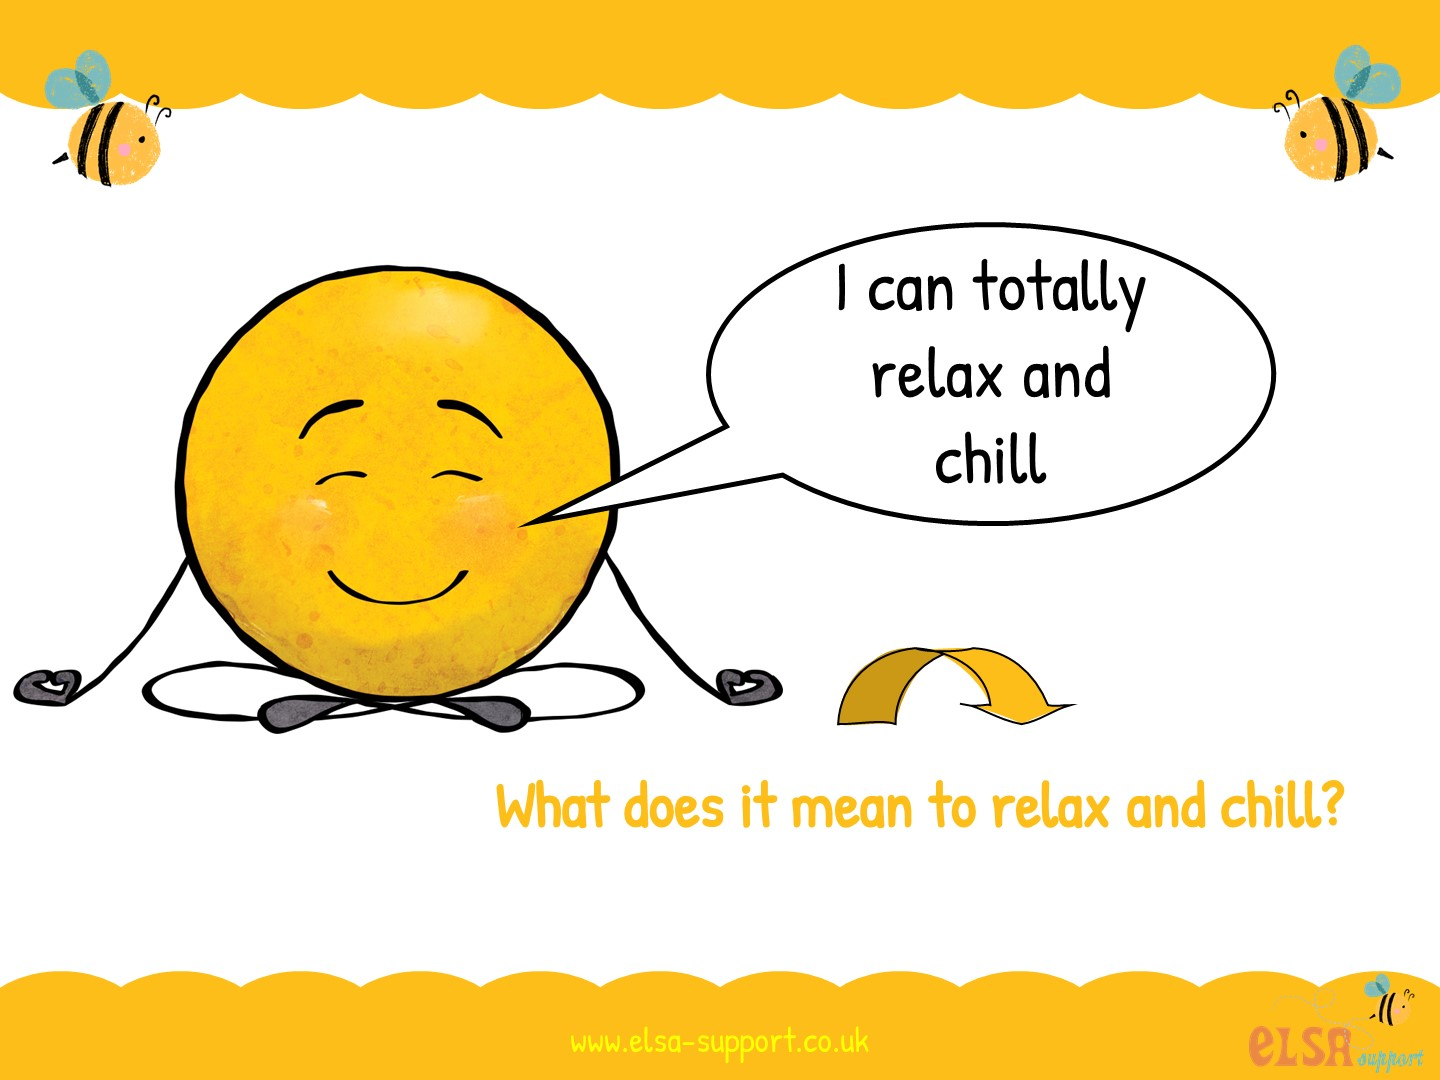 I can totally
relax and
chill
What does it mean to relax and chill?
www.elsa-support.co.uk
ELSA
support